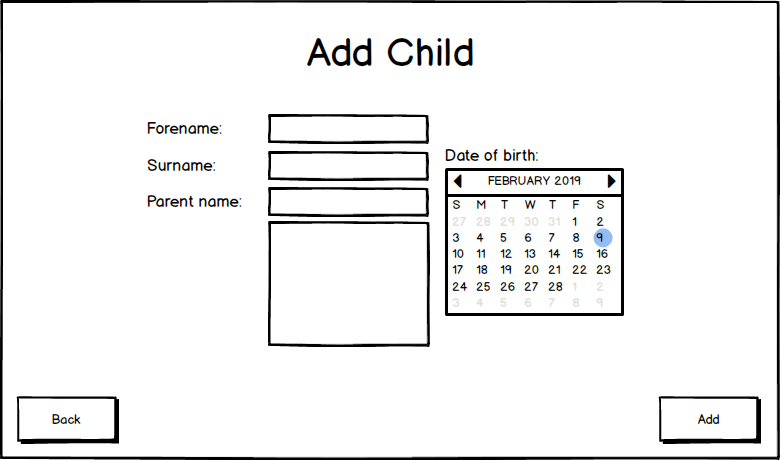 Add Child
Forename:
Surname:
Parent name:
Date of birth:
FEBRUARY 2019
S M T W T F S
27 28 29 30 31 1 2
3 4 5 6 7 8 9
10 11 12 13 14 15 16
17 18 19 20 21 22 23
24 25 26 27 28 1 2
3 4 5 6 7 8 9
Back
Add